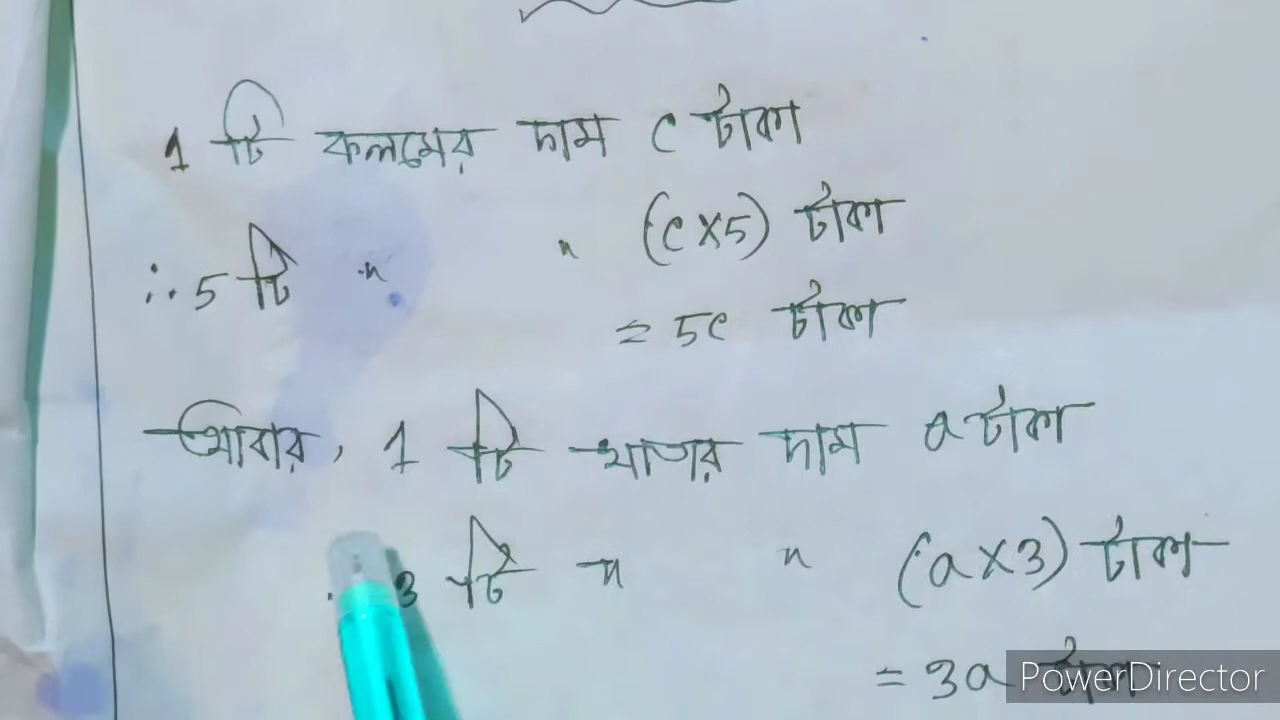 1 টি কলমের দাম c টাকা
∴ 5 টি " " (c×5) টাকা
= 5c টাকা
আবার, 1 টি খাতার দাম a টাকা
3 টি " " (a×3) টাকা
= 3a টাকা
PowerDirector